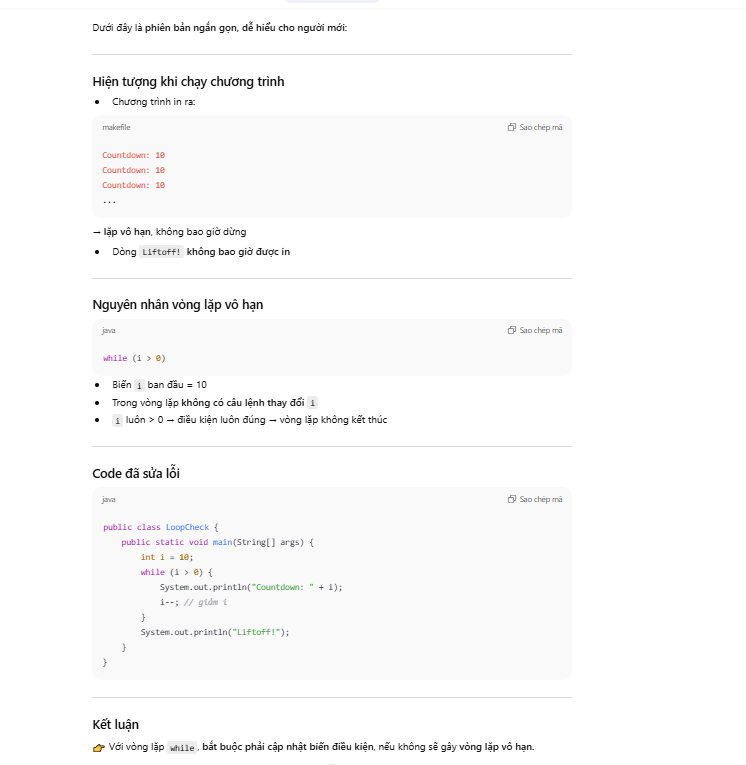 Dưới đây là phiên bản ngắn gọn, dễ hiểu cho người mới:
Hiện tượng khi chạy chương trình
• Chương trình in ra:
makefile
Sao chép mã
Countdown: 10
Countdown: 10
Countdown: 10
...
→ lặp vô hạn, không bao giờ dừng
• Dòng Liftoff! không bao giờ được in
Nguyên nhân vòng lặp vô hạn
java
Sao chép mã
while (i > 0)
• Biến i ban đầu = 10
• Trong vòng lặp không có câu lệnh thay đổi i
• i luôn > 0 → điều kiện luôn đúng → vòng lặp không kết thúc
Code đã sửa lỗi
java
Sao chép mã
public class LoopCheck {
    public static void main(String[] args) {
        int i = 10;
        while (i > 0) {
            System.out.println("Countdown: " + i);
            i--; // giảm i
        }
        System.out.println("Liftoff!");
    }
}
Kết luận
👉 Với vòng lặp while, bắt buộc phải cập nhật biến điều kiện, nếu không sẽ gây vòng lặp vô hạn.